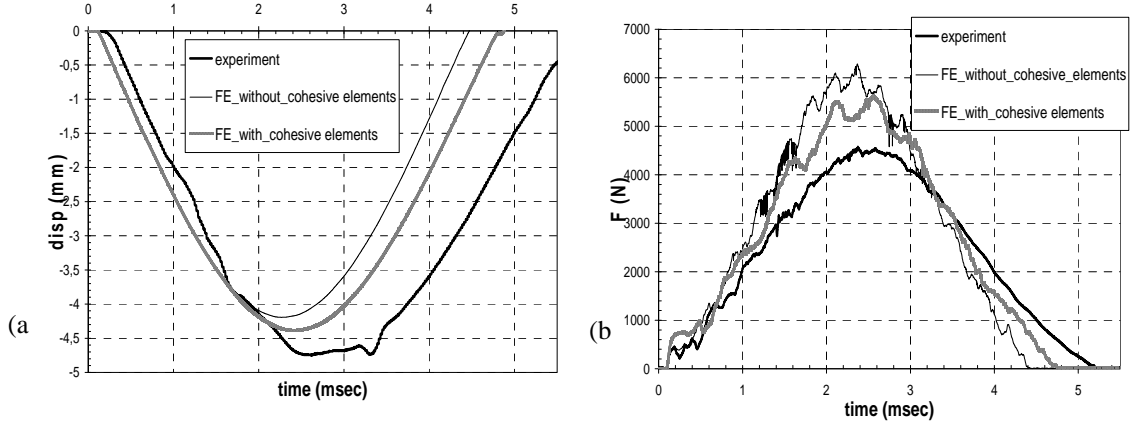 0 1 2 3 4 5
0
-0,5
-1
-1,5
-2
-2,5
-3
-3,5
-4
-4,5
-5
disp (mm)
experiment
FE_without_cohesive elements
FE_with_cohesive elements
time (msec)
(a
7000
6000
5000
4000
3000
2000
1000
0
F (N)
experiment
FE_without_cohesive_elements
FE_with_cohesive elements
0 1 2 3 4 5
time (msec)
(b